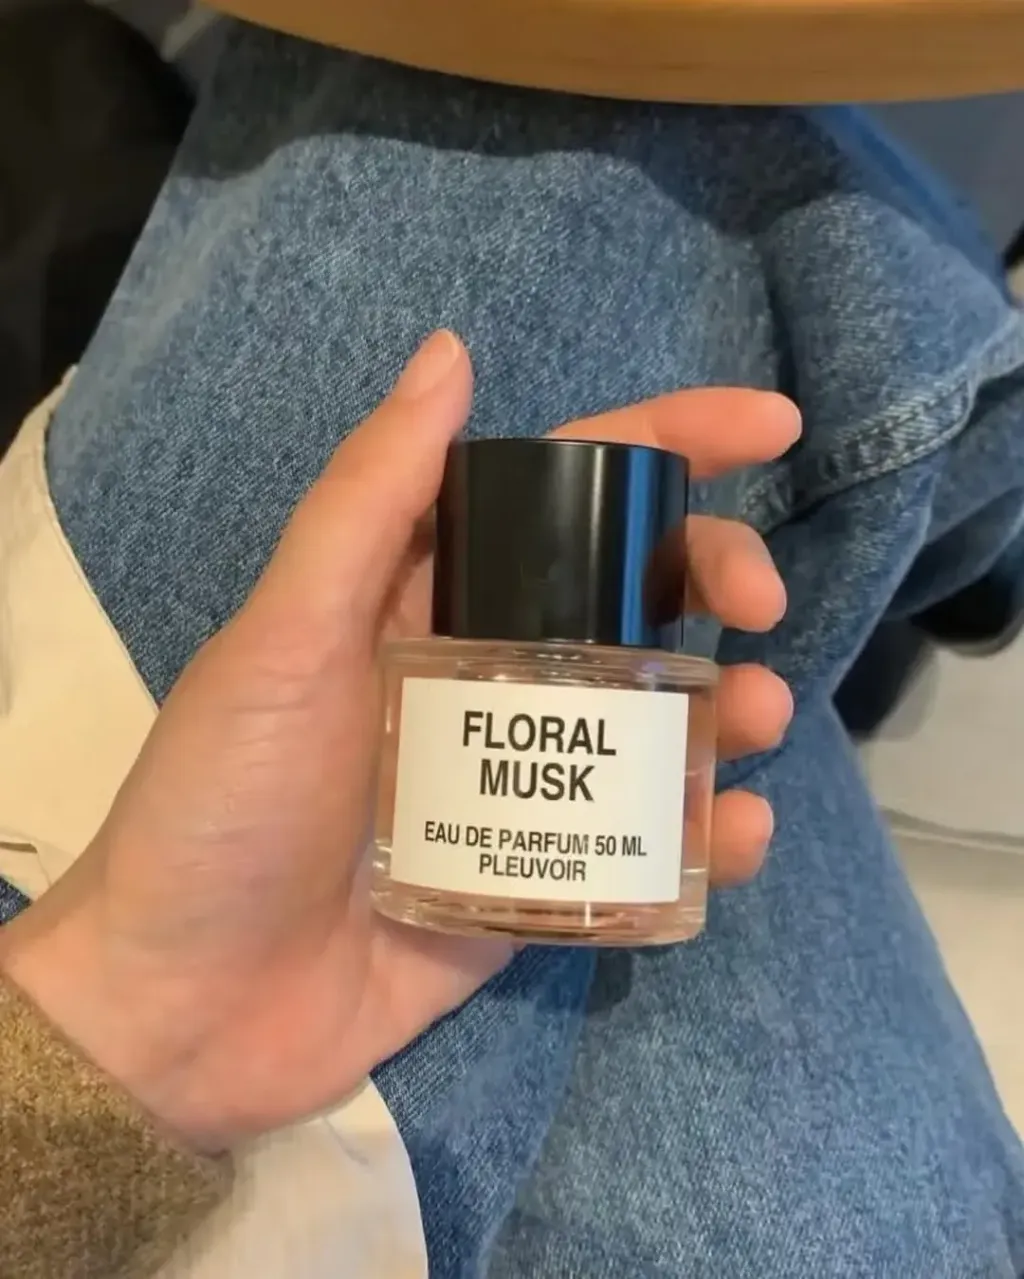 FLORAL
MUSK
EAU DE PARFUM 50 ML
PLEUVOIR